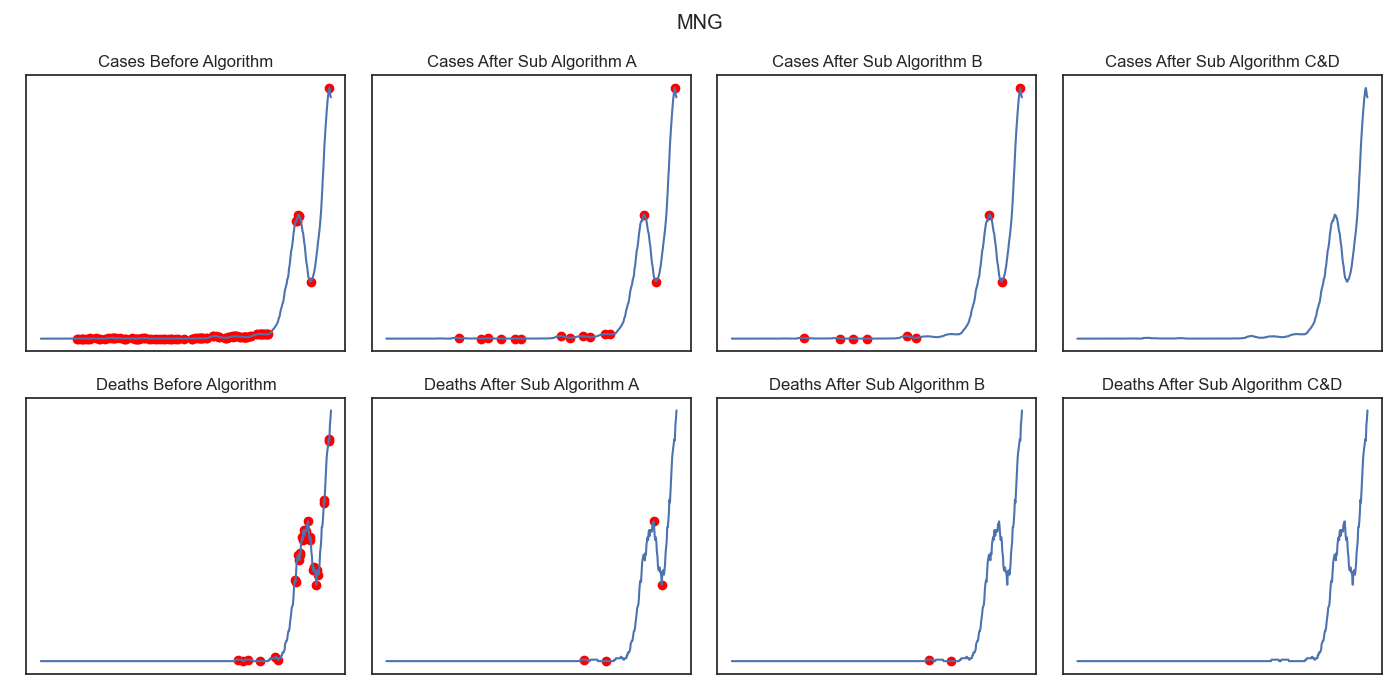 MNG
Cases Before Algorithm
Cases After Sub Algorithm A
Cases After Sub Algorithm B
Cases After Sub Algorithm C&D
Deaths Before Algorithm
Deaths After Sub Algorithm A
Deaths After Sub Algorithm B
Deaths After Sub Algorithm C&D